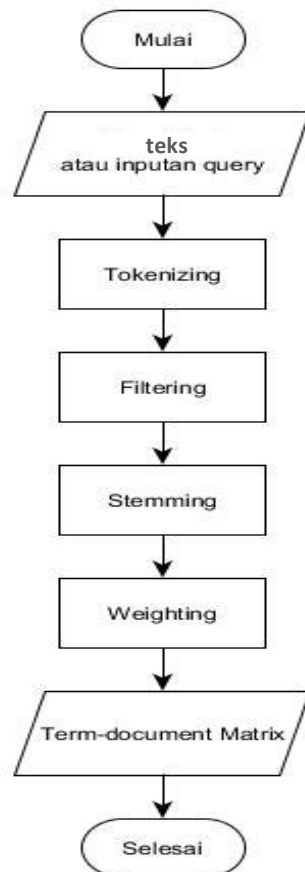 Mulai
teks
atau inputan query
Tokenizing
Filtering
Stemming
Weighting
Term-document Matrix
Selesai